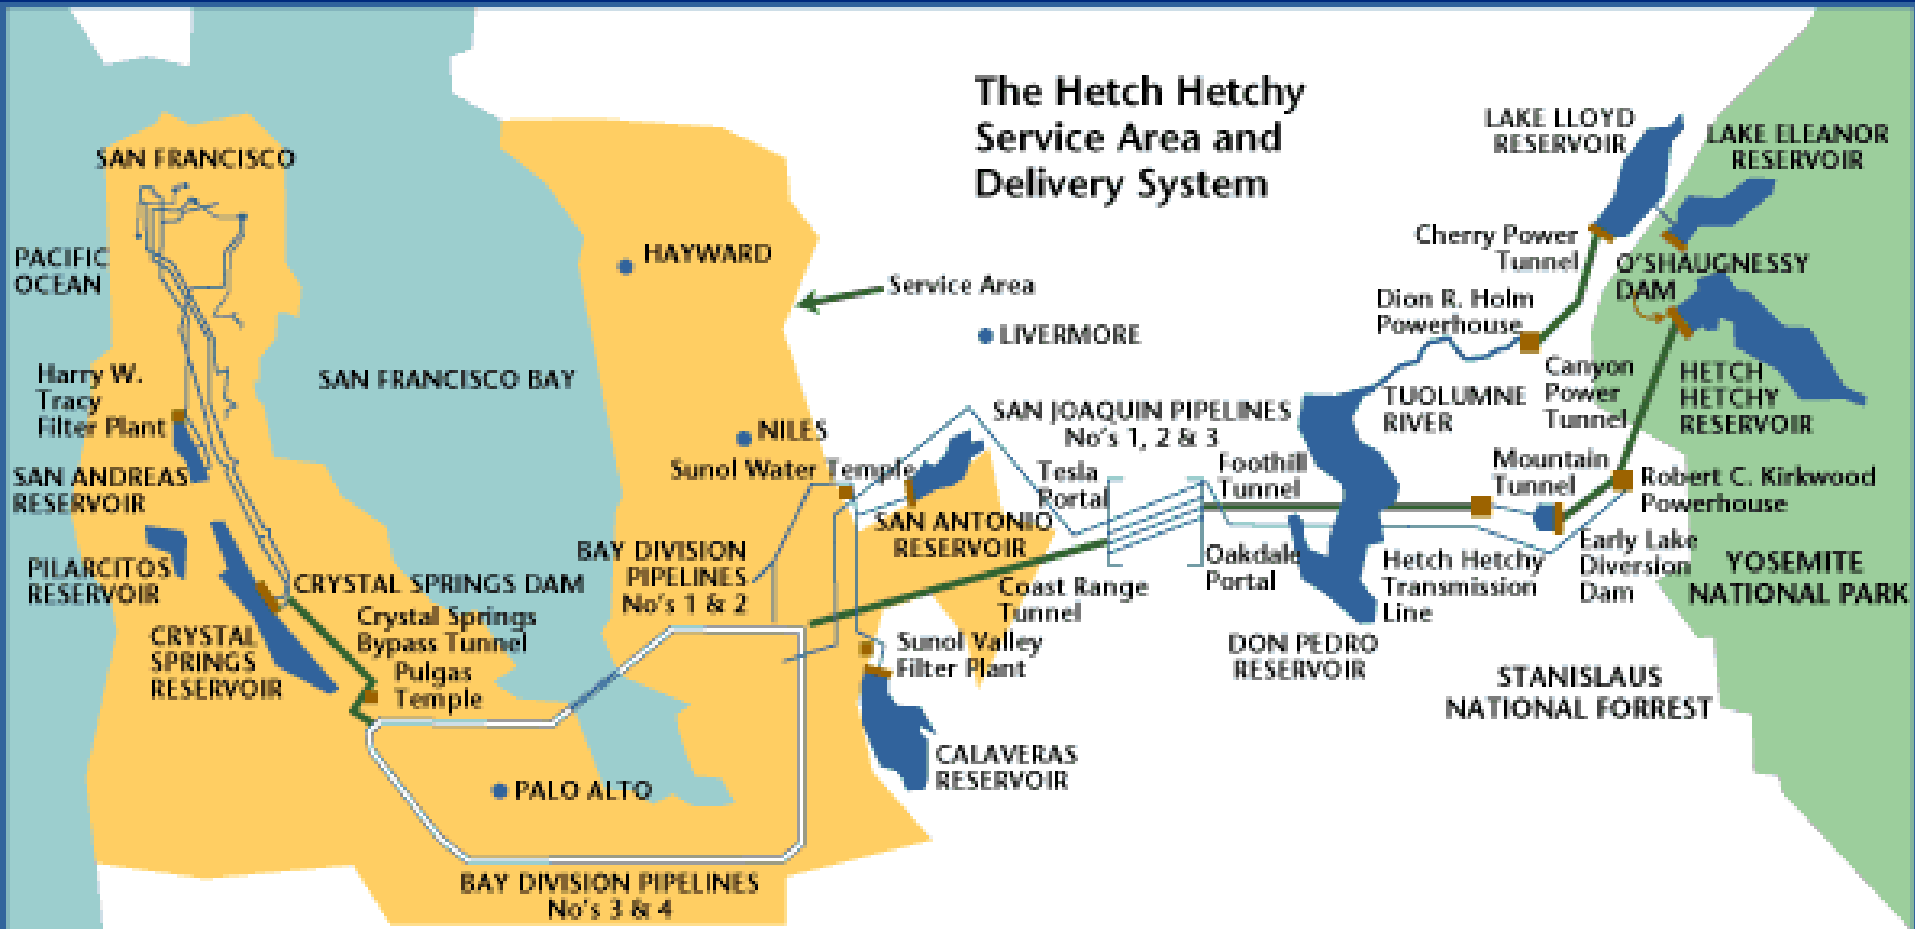 The Hetch Hetchy
Service Area and
Delivery System
SAN FRANCISCO
PACIFIC
OCEAN
Harry W.
Tracy
Filter Plant
SAN ANDREAS
RESERVOIR
PILARCITOS
RESERVOIR
CRYSTAL
SPRINGS
RESERVOIR
CRYSTAL SPRINGS DAM
Crystal Springs
Bypass Tunnel
Pulgas
Temple
SAN FRANCISCO BAY
PALO ALTO
BAY DIVISION PIPELINES
No's 3 & 4
HAYWARD
Service Area
LIVERMORE
NILES
Sunol Water Temple
SAN ANTONIO
RESERVOIR
BAY DIVISION
PIPELINES
No's 1 & 2
Coast Range
Tunnel
Sunol Valley
Filter Plant
CALAVERAS
RESERVOIR
SAN JOAQUIN PIPELINES
No's 1, 2 & 3
Tesla
Portal
Foothill
Tunnel
Oakdale
Portal
DON PEDRO
RESERVOIR
LAKE LLOYD
RESERVOIR
LAKE ELEANOR
RESERVOIR
Cherry Power
Tunnel
O'SHAUGNESSY
DAM
Dion R. Holm
Powerhouse
TUOLUMNE
RIVER
Canyon
Power
Tunnel
HETCH
HETCHY
RESERVOIR
Mountain
Tunnel
Robert C. Kirkwood
Powerhouse
Hetch Hetchy
Transmission
Line
Early Lake
Diversion
Dam
YOSEMITE
NATIONAL PARK
STANISLAUS
NATIONAL FORREST